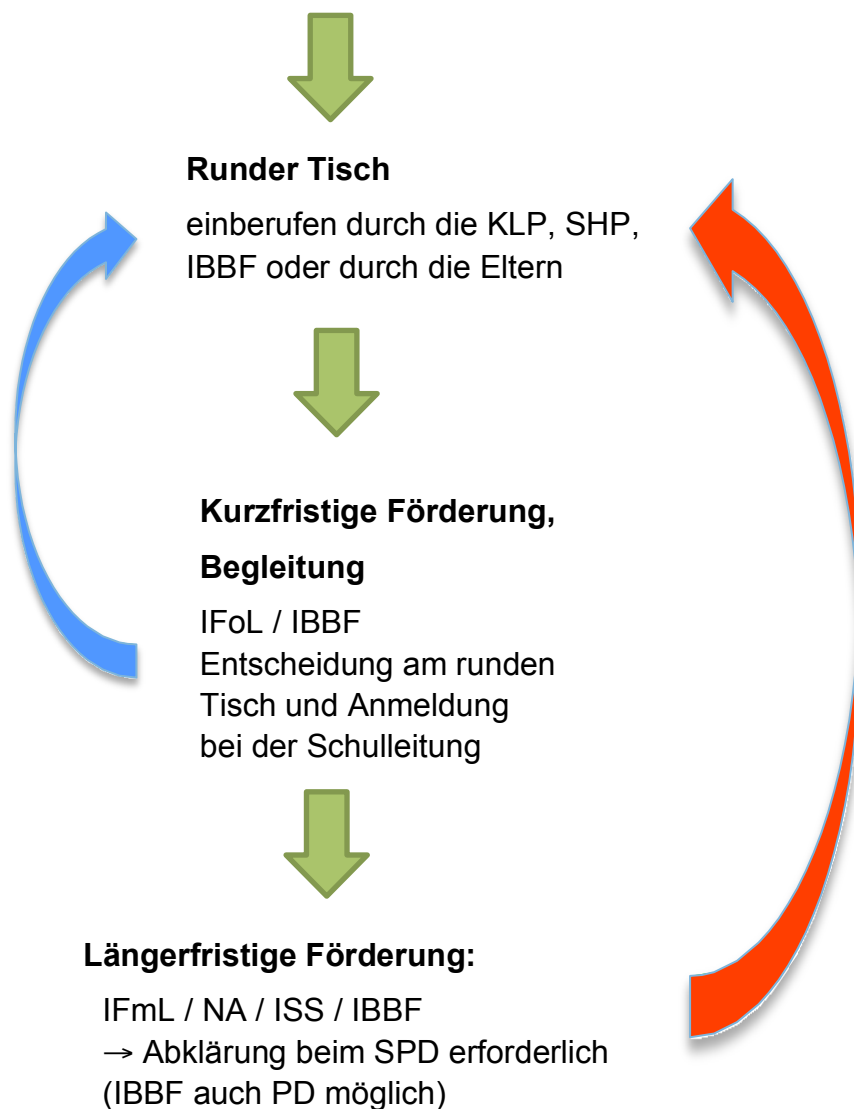 Runder Tisch
einberufen durch die KLP, SHP,
IBBF oder durch die Eltern
Kurzfristige Förderung,
Begleitung
IFoL / IBBF
Entscheidung am runden
Tisch und Anmeldung
bei der Schulleitung
Längerfristige Förderung:
IFmL / NA / ISS / IBBF
→ Abklärung beim SPD erforderlich
(IBBF auch PD möglich)